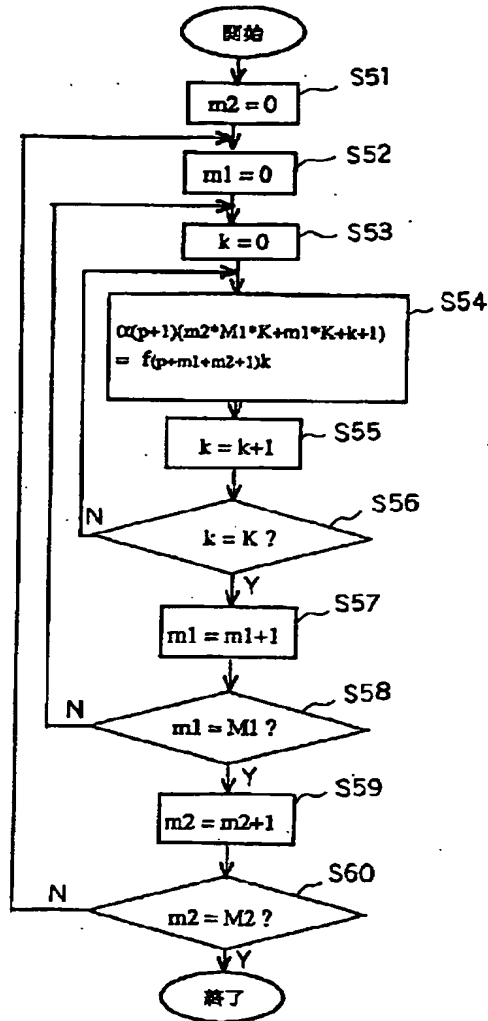 開始
S51
m2 = 0
S52
m1 = 0
S53
k = 0
S54
α(p+1)(m2*M1*K+m1*K+k+1)
= f(p+m1+m2+1)k
S55
k = k+1
S56
k = K ?
N
Y
S57
m1 = m1+1
S58
m1 = M1 ?
N
Y
S59
m2 = m2+1
S60
m2 = M2 ?
N
Y
終了